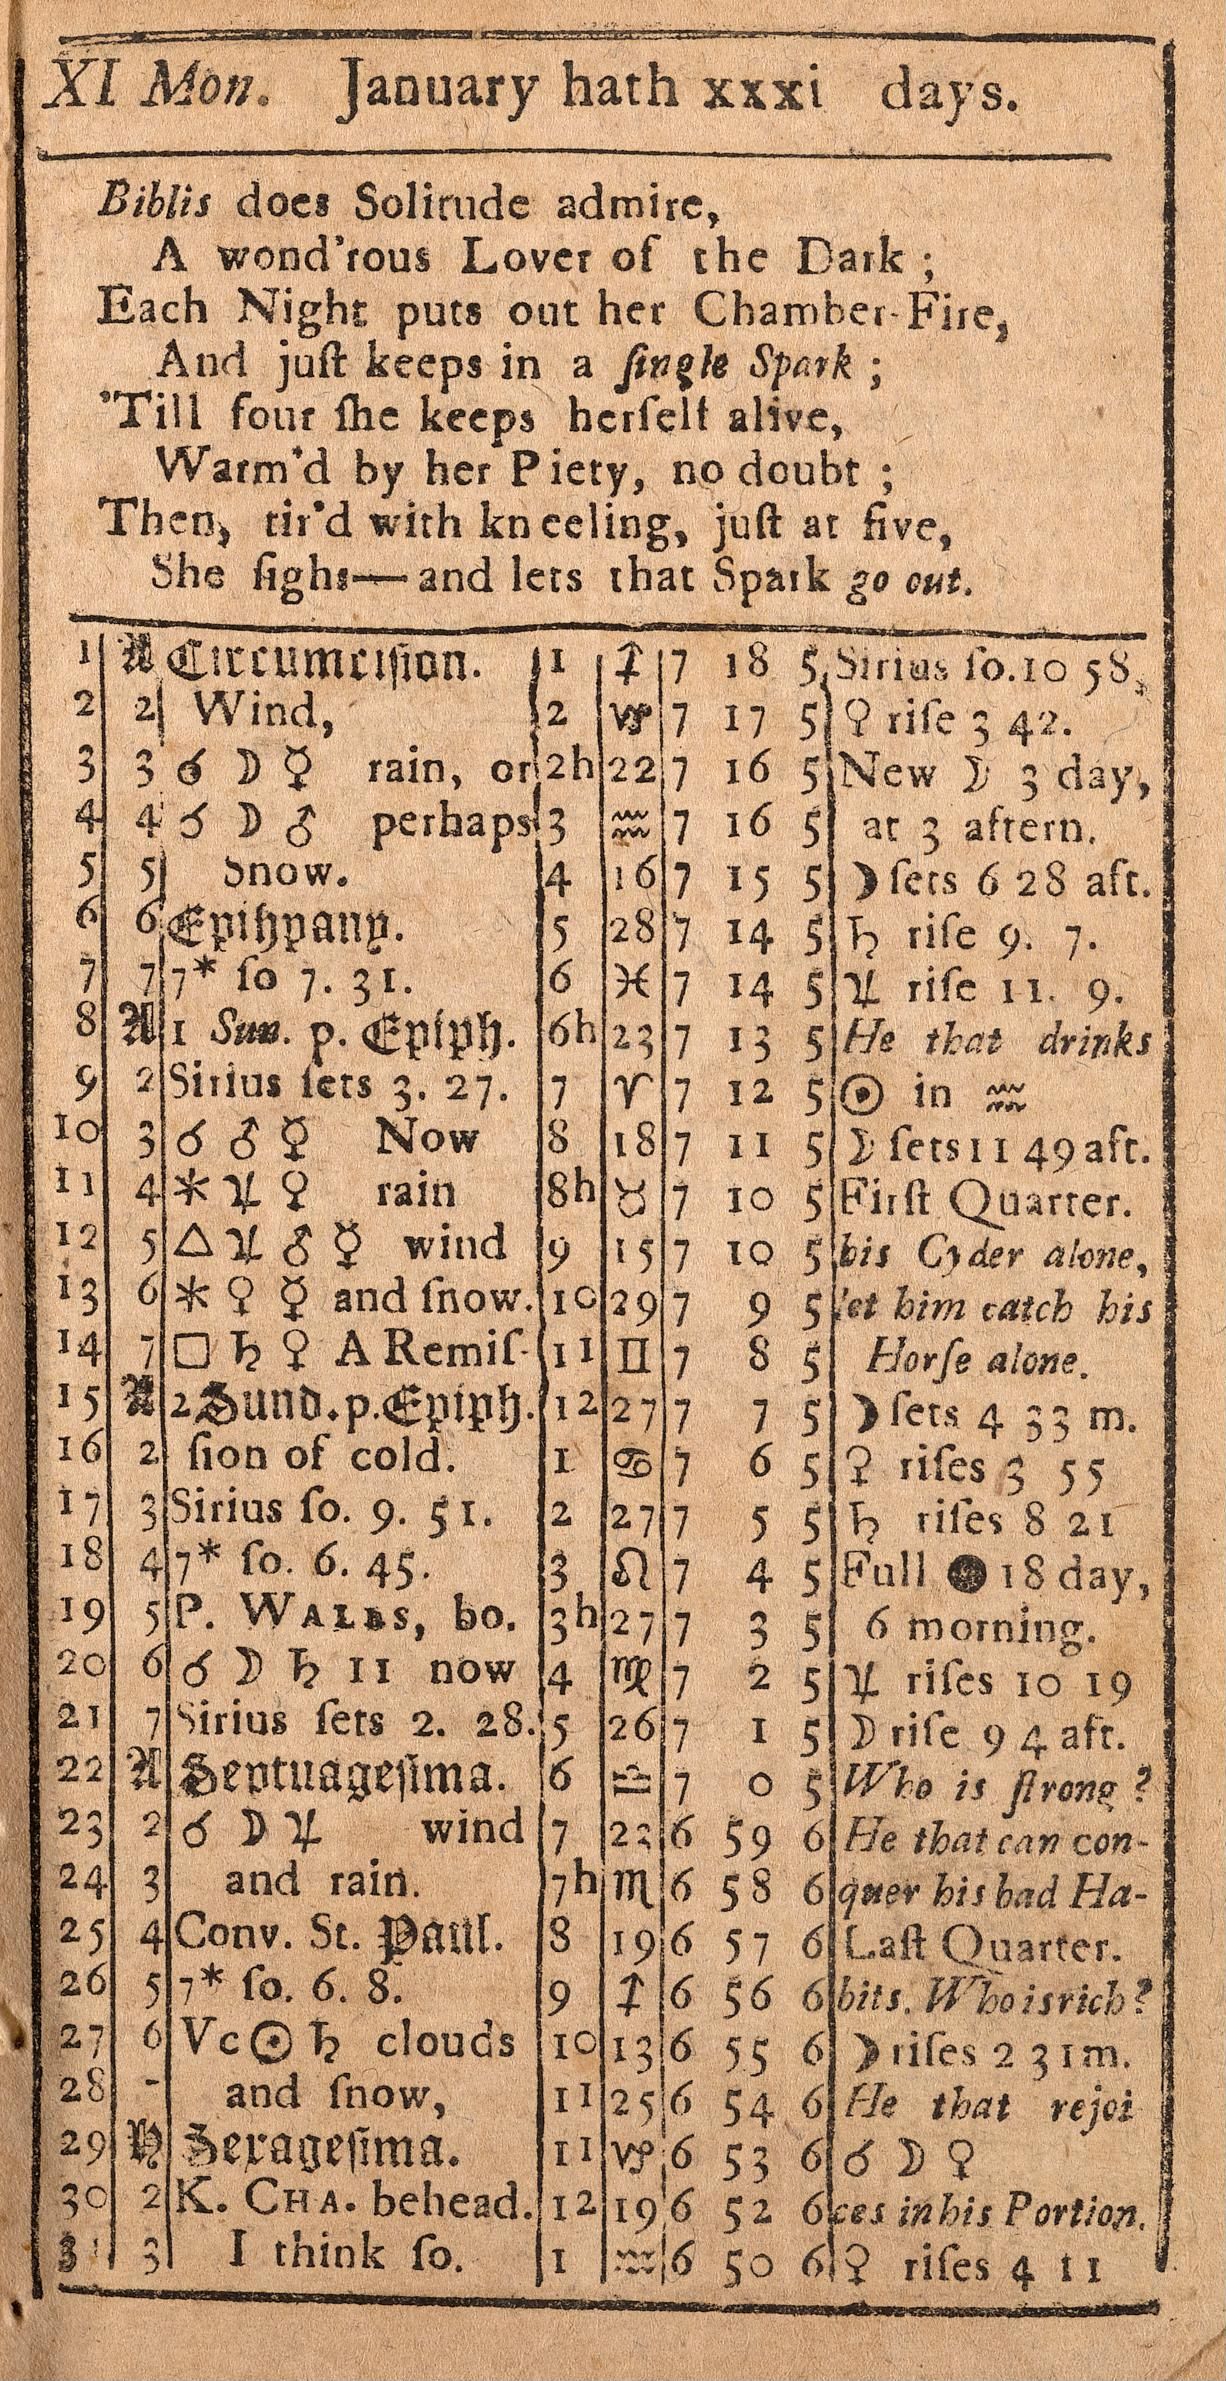 XI Mon. January hath xxxi days.
Biblis does Solitude admire,
A wond'rous Lover of the Dark ;
Each Night puts out her Chamber-Fire,
And juſt keeps in a ſingle Spark ;
'Till four ſhe keeps herſelf alive,
Warm'd by her Piety, no doubt ;
Then, tir'd with kneeling, juſt at five,
She ſighs—and lets that Spark go out.
1 A Circumciſion. 1 ♐ 7 18 5 Sirius ſo.10 58,
2 2 Wind, 2 ♑ 7 17 5 ♀ riſe 3 42.
3 3 ☌ ☽ ☿ rain, or 2h 22 7 16 5 New ☽ 3 day,
4 4 ☌ ☽ ♂ perhaps 3 ♒ 7 16 5 at 3 aftern.
5 5 Snow. 4 16 7 15 5 ☽ ſets 6 28 aft.
6 6 Epihpany. 5 28 7 14 5 ♄ riſe 9. 7.
7 7 7* ſo 7. 31. 6 ♓ 7 14 5 ♃ riſe 11. 9.
8 A 1 Sun. p. Epiph. 6h 23 7 13 5 He that drinks
9 2 Sirius ſets 3. 27. 7 ♈ 7 12 5 ☉ in ♒
10 3 ☌ ♂ ☿ Now 8 18 7 11 5 ☽ ſets 11 49 aft.
11 4 ⚹ ♃ ♀ rain 8h ♉ 7 10 5 Firſt Quarter.
12 5 △ ♃ ♂ ☿ wind 9 15 7 10 5 his Cyder alone,
13 6 ⚹ ♀ ☿ and ſnow. 10 29 7 9 5 let him catch his
14 7 □ ♄ ♀ A Remiſ- 11 ♊ 7 8 5 Horſe alone.
15 A 2 Sund. p. Epiph. 12 27 7 7 5 ☽ ſets 4 33 m.
16 2 ſion of cold. 1 ♋ 7 6 5 ♀ riſes 3 55
17 3 Sirius ſo. 9. 51. 2 27 7 5 5 ♄ riſes 8 21
18 4 7* ſo. 6. 45. 3 ♌ 7 4 5 Full ● 18 day,
19 5 P. WALES, bo. 3h 27 7 3 5 6 morning.
20 6 ☌ ☽ ♄ 11 now 4 ♍ 7 2 5 ♃ riſes 10 19
21 7 Sirius ſets 2. 28. 5 26 7 1 5 ☽ riſe 9 4 aft.
22 A Septuageſima. 6 ♎ 7 0 5 Who is ſtrong ?
23 2 ☌ ☽ ♃ wind 7 23 6 59 6 He that can con-
24 3 and rain. 7h ♏ 6 58 6 quer his bad Ha-
25 4 Conv. St. Paul. 8 19 6 57 6 Laſt Quarter.
26 5 7* ſo. 6. 8. 9 ♐ 6 56 6 bits. Who is rich?
27 6 Vc ☉ ♄ clouds 10 13 6 55 6 ☽ riſes 2 31m.
28 - and ſnow, 11 25 6 54 6 He that rejoi
29 Sexageſima. 11 ♑ 6 53 6 ☌ ☽ ♀
30 2 K. CHA. behead. 12 19 6 52 6 ces in his Portion.
31 3 I think ſo. 1 ♒ 6 50 6 ♀ riſes 4 11